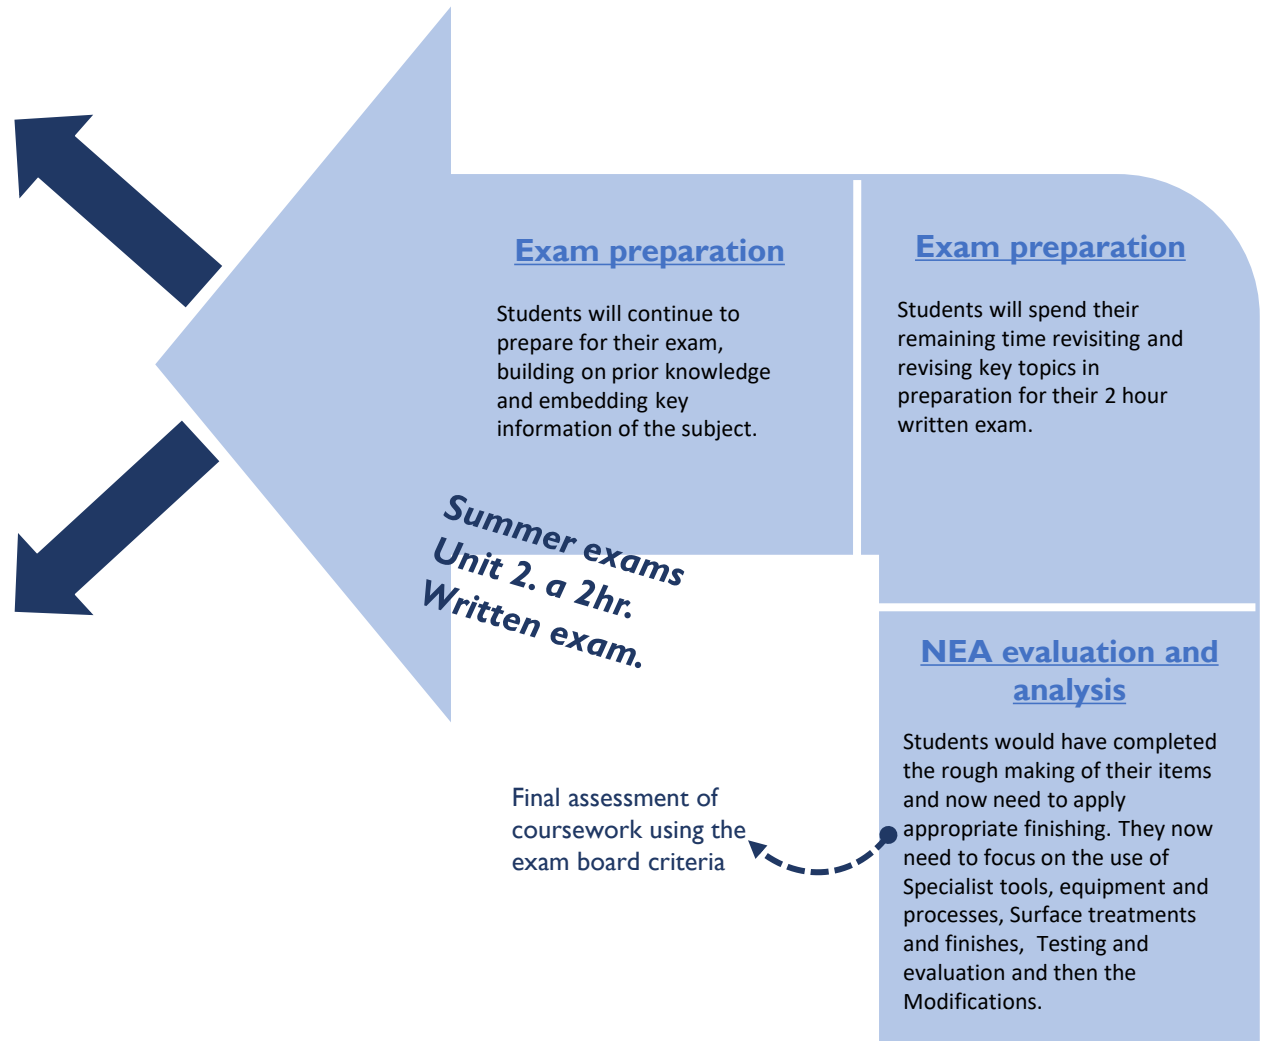 Exam preparation
Students will continue to
prepare for their exam,
building on prior knowledge
and embedding key
information of the subject.
Exam preparation
Students will spend their
remaining time revisiting and
revising key topics in
preparation for their 2 hour
written exam.
Summer exams
Unit 2. a 2hr.
Written exam.
NEA evaluation and
analysis
Students would have completed
the rough making of their items
and now need to apply
appropriate finishing. They now
need to focus on the use of
Specialist tools, equipment and
processes, Surface treatments
and finishes,  Testing and
evaluation and then the
Modifications.
Final assessment of
coursework using the
exam board criteria